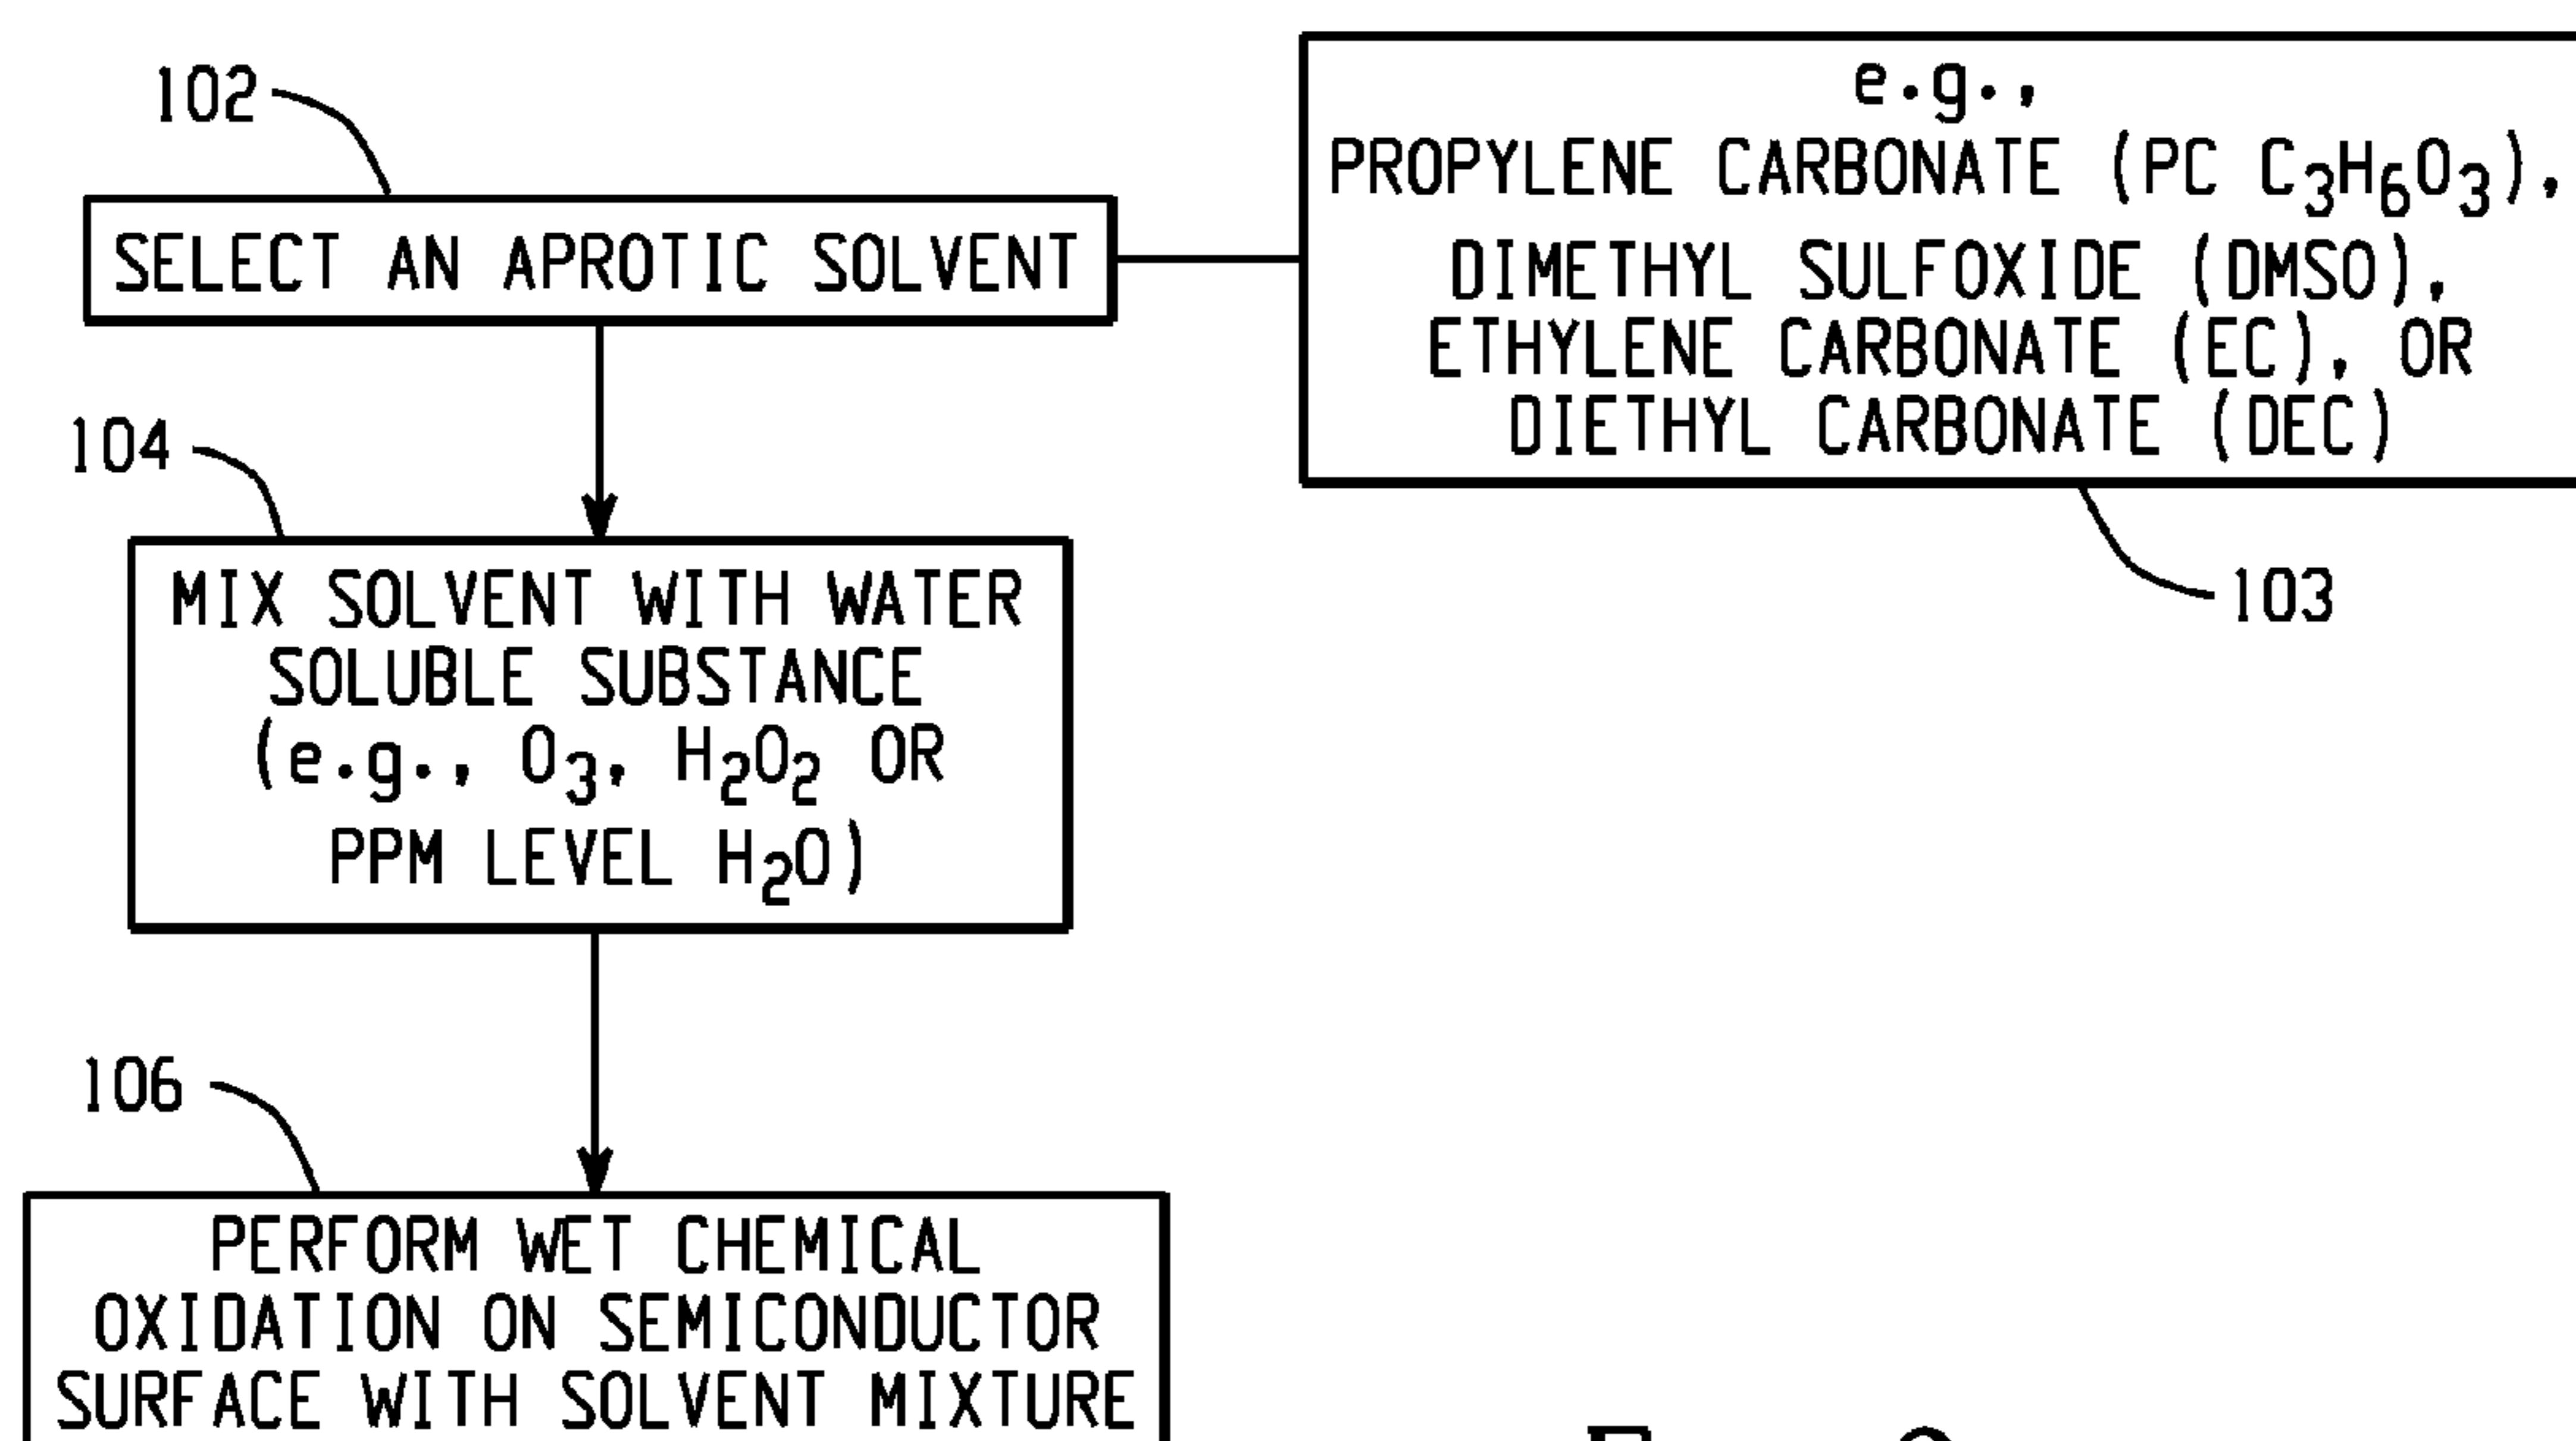 102
SELECT AN APROTIC SOLVENT
e.g.,
PROPYLENE CARBONATE (PC C₃H₆O₃),
DIMETHYL SULFOXIDE (DMSO),
ETHYLENE CARBONATE (EC), OR
DIETHYL CARBONATE (DEC)
103
104
MIX SOLVENT WITH WATER
SOLUBLE SUBSTANCE
(e.g., O₃, H₂O₂ OR
PPM LEVEL H₂O)
106
PERFORM WET CHEMICAL
OXIDATION ON SEMICONDUCTOR
SURFACE WITH SOLVENT MIXTURE